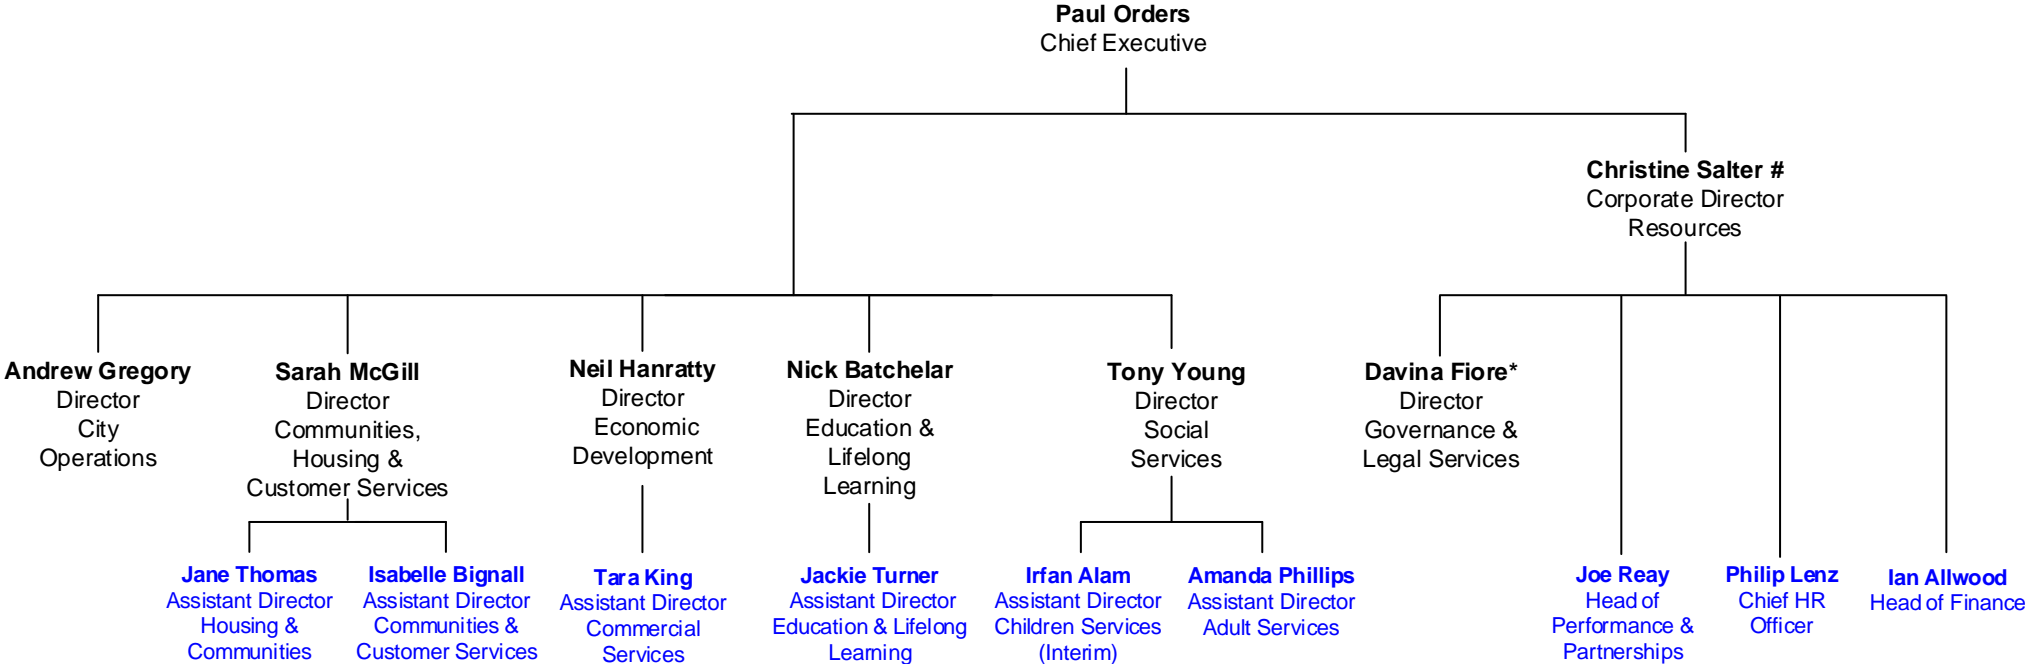 Paul Orders
Chief Executive
Christine Salter #
Corporate Director
Resources
Andrew Gregory
Director
City
Operations
Sarah McGill
Director
Communities,
Housing &
Customer Services
Neil Hanratty
Director
Economic
Development
Nick Batchelar
Director
Education &
Lifelong
Learning
Tony Young
Director
Social
Services
Davina Fiore*
Director
Governance &
Legal Services
Jane Thomas
Assistant Director
Housing &
Communities
Isabelle Bignall
Assistant Director
Communities &
Customer Services
Tara King
Assistant Director
Commercial
Services
Jackie Turner
Assistant Director
Education & Lifelong
Learning
Irfan Alam
Assistant Director
Children Services
(Interim)
Amanda Phillips
Assistant Director
Adult Services
Joe Reay
Head of
Performance &
Partnerships
Philip Lenz
Chief HR
Officer
Ian Allwood
Head of Finance